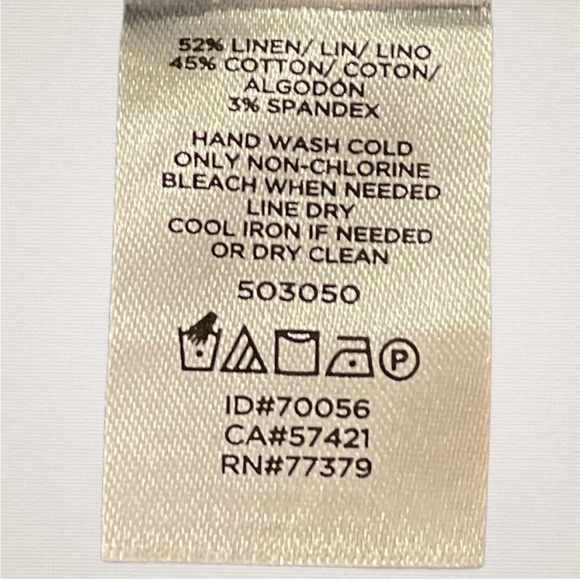 52% LINEN/ LIN/ LINO
45% COTTON/ COTON/
ALGODÓN
3% SPANDEX
HAND WASH COLD
ONLY NON-CHLORINE
BLEACH WHEN NEEDED
LINE DRY
COOL IRON IF NEEDED
OR DRY CLEAN
503050
P
ID#70056
CA#57421
RN#77379